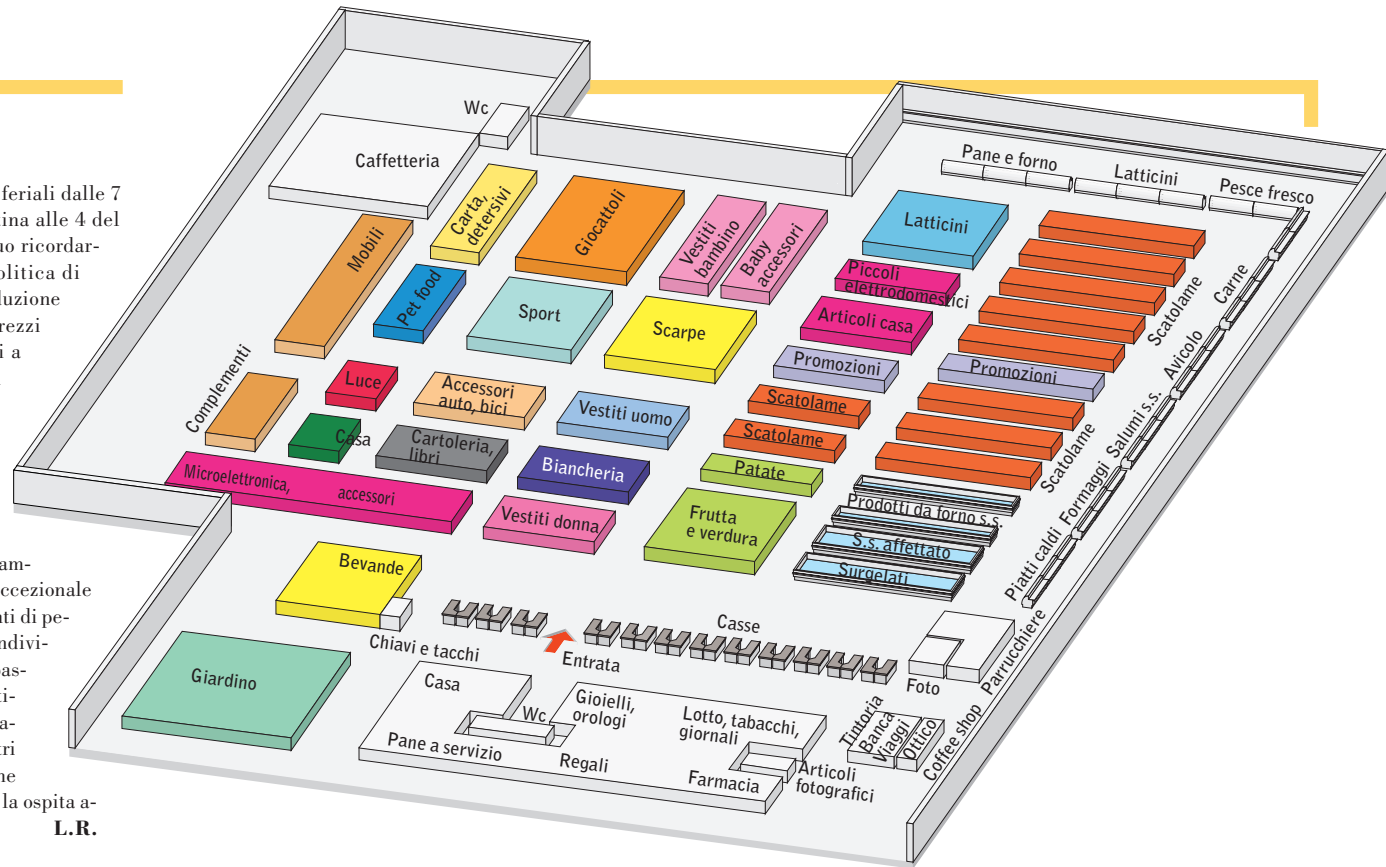 feriali dalle 7
ina alle 4 del
uo ricordar-
olitica di
luzione
rezzi
i a
am-
ccezionale
ati di pe-
ndivi-
bas-
ti-
a-
tri
ne
la ospita a-
L.R.
Wc
Caffetteria
Pane e forno
Latticini
Pesce fresco
Carta,
detersivi
Giocattoli
Vestiti
bambino
Baby
accessori
Latticini
Mobili
Pet food
Sport
Scarpe
Piccoli
elettrodomestici
Articoli casa
Carne
Scatolame
Avicolo
Promozioni
Promozioni
Complementi
Luce
Accessori
auto, bici
Vestiti uomo
Scatolame
Scatolame
Scatolame
Salumi s.s.
Casa
Cartoleria,
libri
Biancheria
Patate
Formaggi
Microelettronica, accessori
Vestiti donna
Frutta
e verdura
Prodotti da forno s.s.
S.s. affettato
Surgelati
Piatti caldi
Bevande
Chiavi e tacchi
Entrata
Casse
Foto
Parrucchiere
Giardino
Casa
Wc
Gioielli,
orologi
Lotto, tabacchi,
giornali
Tintoria
Banca
Viaggi
Ottico
Coffee shop
Pane a servizio
Regali
Farmacia
Articoli
fotografici